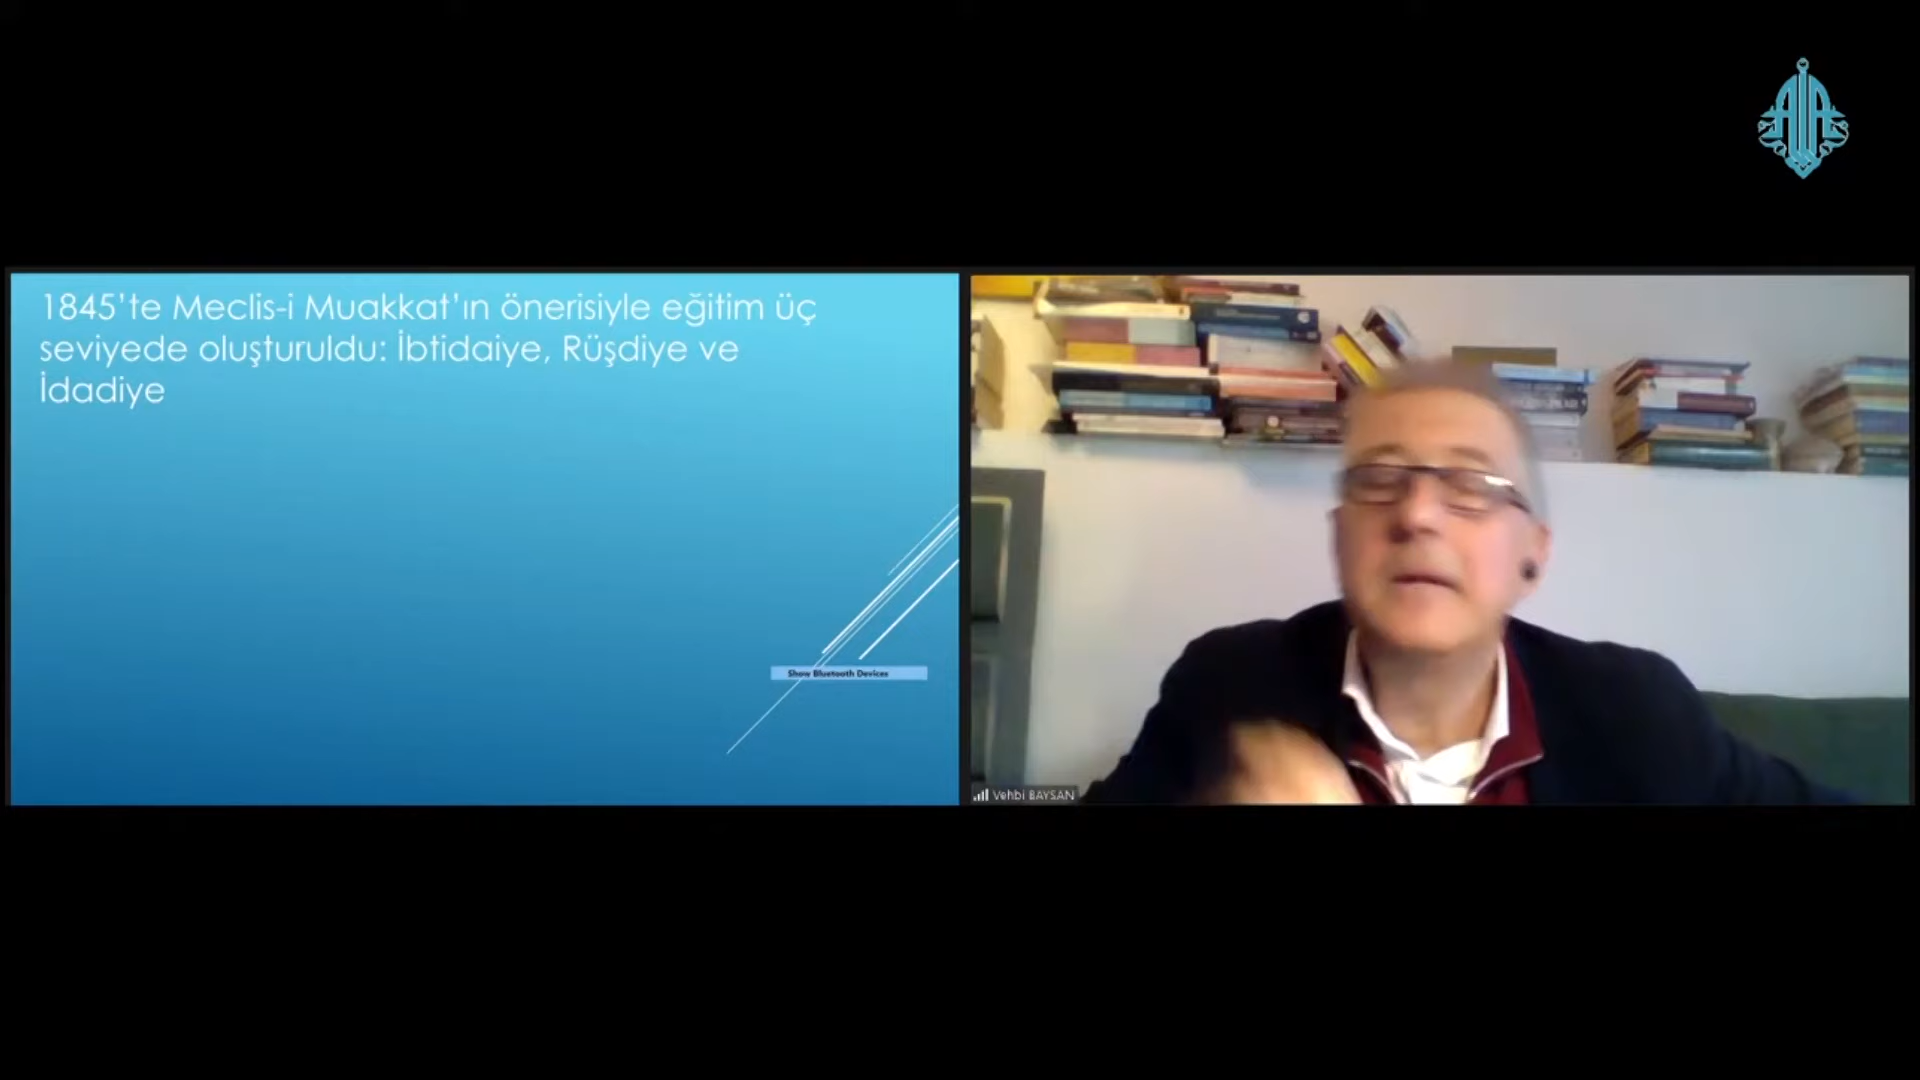 1845'te Meclis-i Muakkat'ın önerisiyle eğitim üç
seviyede oluşturuldu: İbtidaiye, Rüşdiye ve
İdadiye
Show Bluetooth Devices
Vehbi BAYSAN